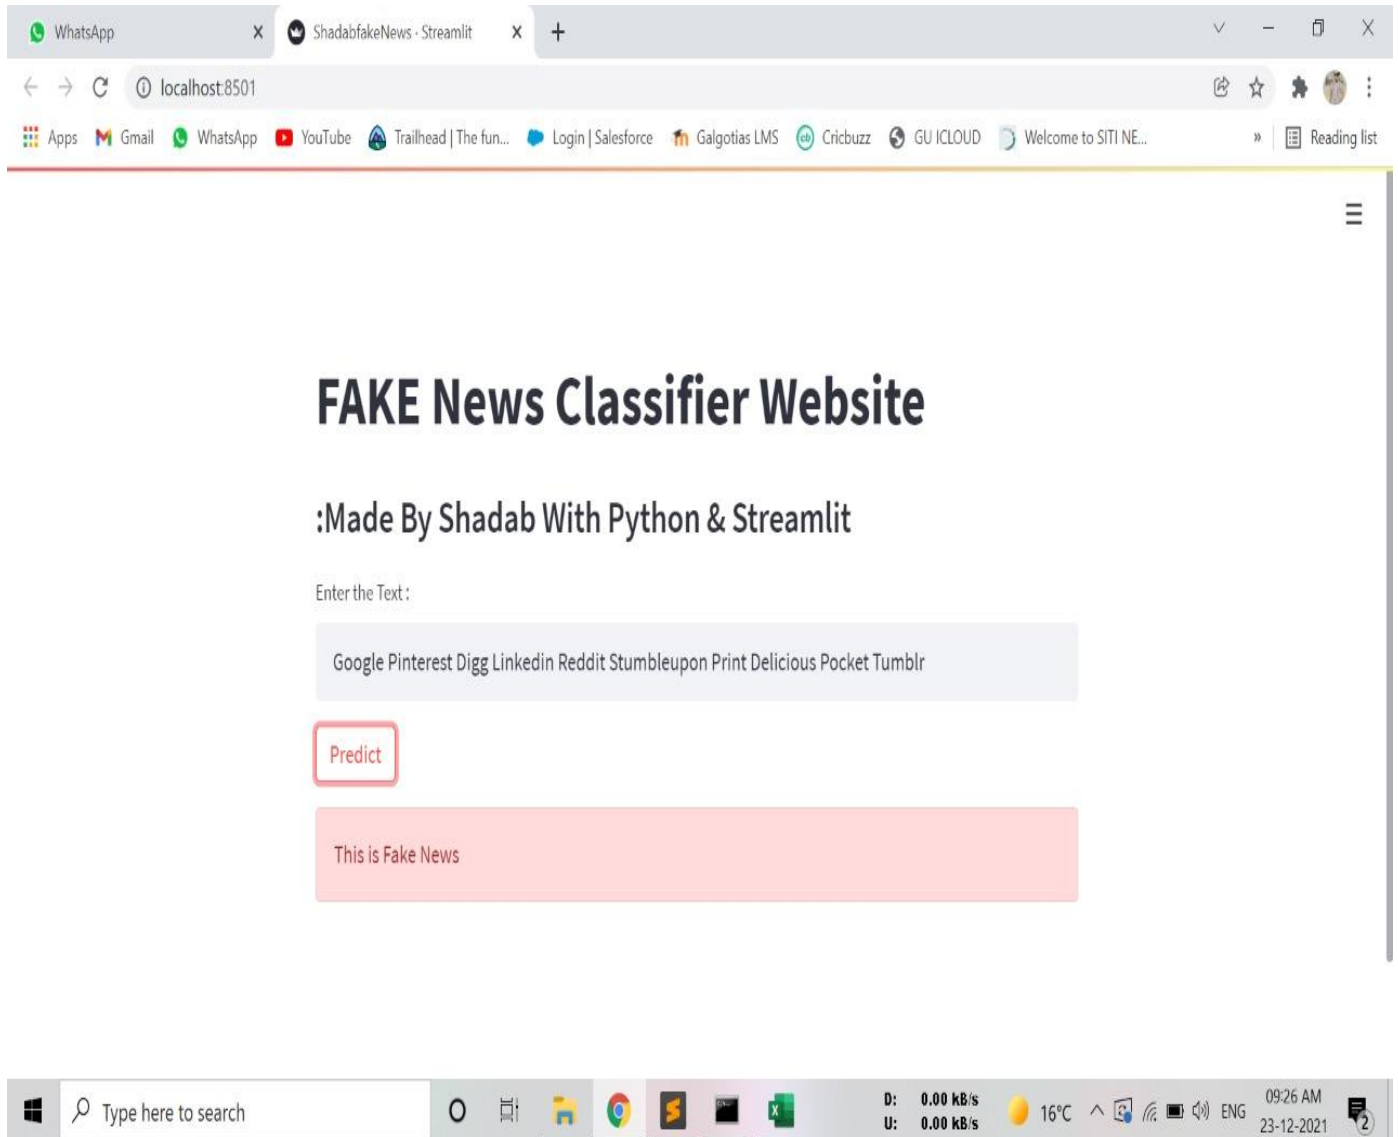 WhatsApp
ShadabfakeNews · Streamlit
localhost:8501
Apps Gmail WhatsApp YouTube Trailhead | The fun... Login | Salesforce Galgotias LMS Cricbuzz GU ICLOUD Welcome to SITI NE... » Reading list
FAKE News Classifier Website
:Made By Shadab With Python & Streamlit
Enter the Text :
Google Pinterest Digg Linkedin Reddit Stumbleupon Print Delicious Pocket Tumblr
Predict
This is Fake News
Type here to search
D: 0.00 kB/s
U: 0.00 kB/s
16°C
ENG
09:26 AM
23-12-2021
2